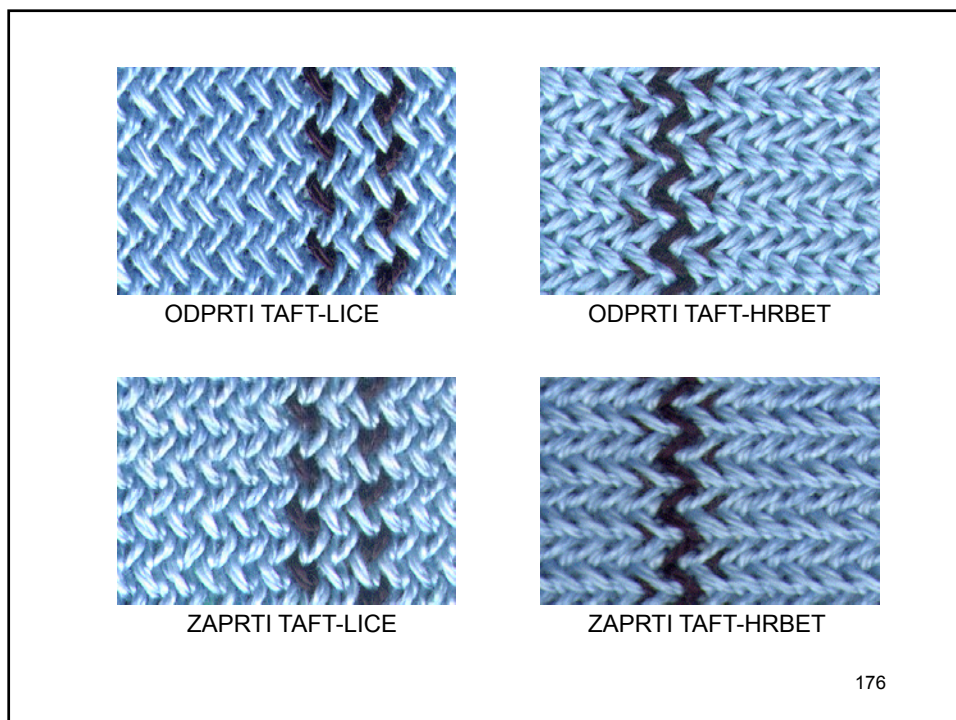 ODPRTI TAFT-LICE
ODPRTI TAFT-HRBET
ZAPRTI TAFT-LICE
ZAPRTI TAFT-HRBET
176